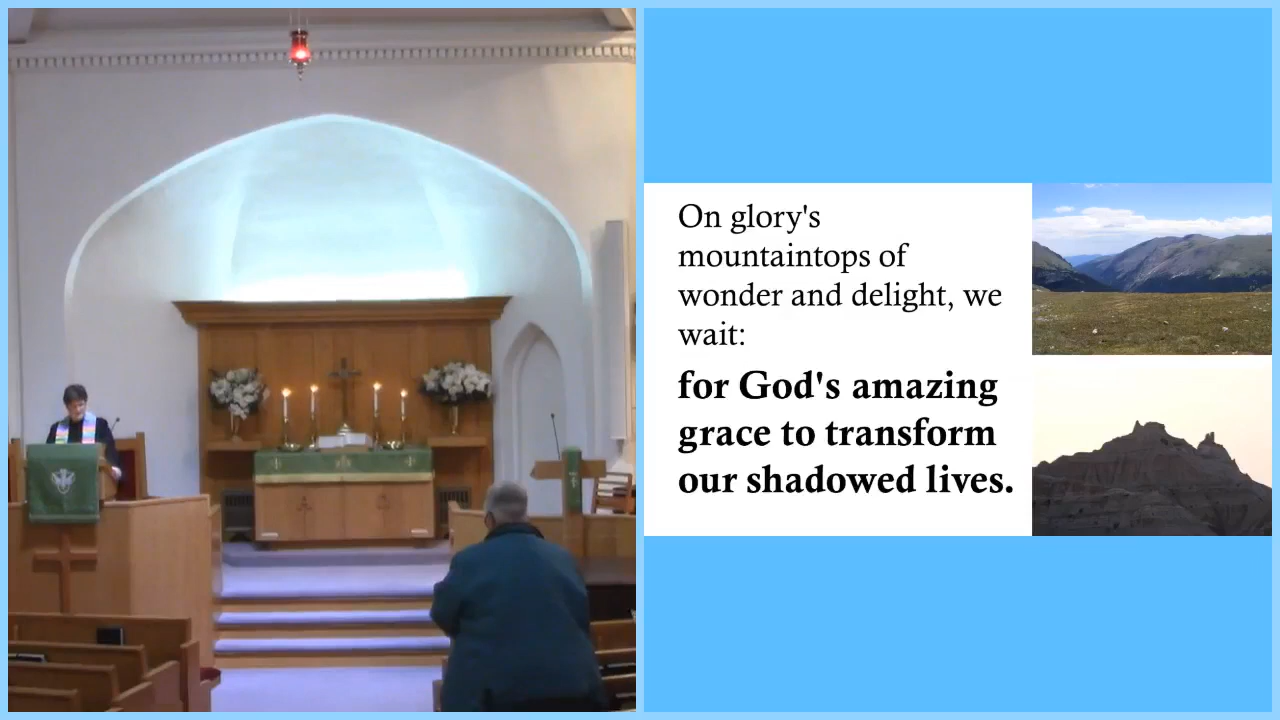 On glory's
mountaintops of
wonder and delight, we
wait:
for God's amazing
grace to transform
our shadowed lives.